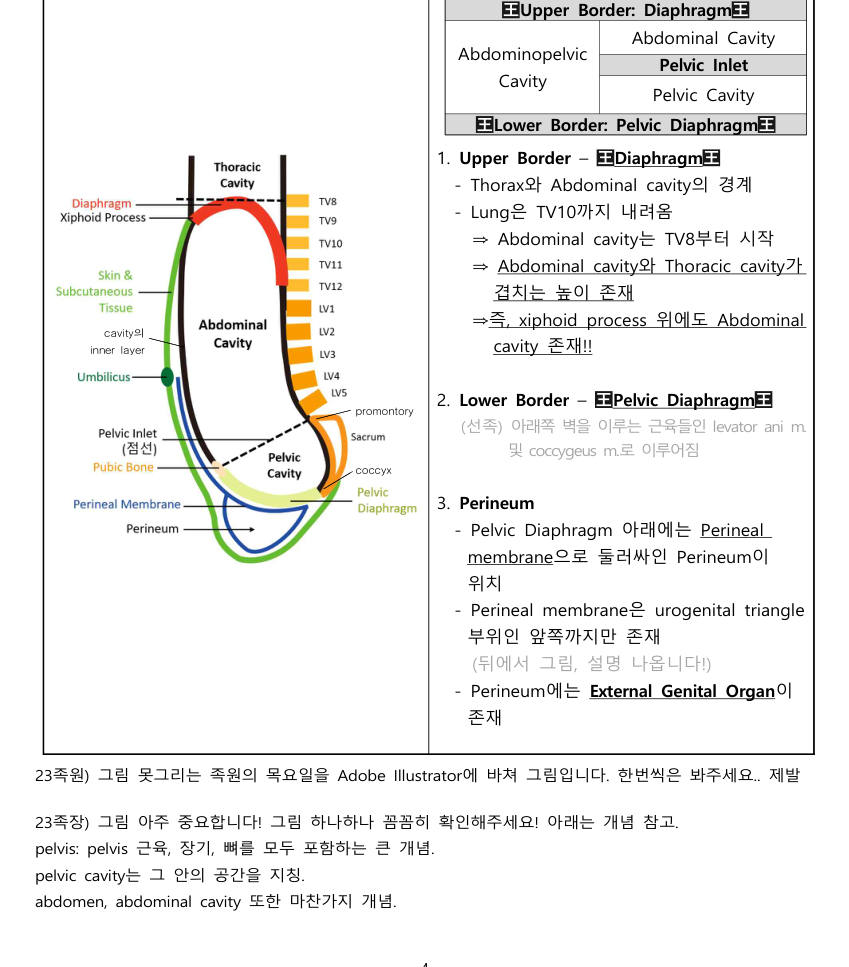 Thoracic
Cavity
Diaphragm
Xiphoid Process
TV8
TV9
TV10
TV11
TV12
LV1
LV2
LV3
LV4
LV5
Skin &
Subcutaneous
Tissue
cavity의
inner layer
Abdominal
Cavity
Umbilicus
promontory
Pelvic Inlet
(점선)
Sacrum
Pubic Bone
Pelvic
Cavity
coccyx
Perineal Membrane
Pelvic
Diaphragm
Perineum
王Upper Border: Diaphragm王
Abdominopelvic
Cavity
Abdominal Cavity
Pelvic Inlet
Pelvic Cavity
王Lower Border: Pelvic Diaphragm王
1. Upper Border – 王Diaphragm王
- Thorax와 Abdominal cavity의 경계
- Lung은 TV10까지 내려옴
⇒ Abdominal cavity는 TV8부터 시작
⇒ Abdominal cavity와 Thoracic cavity가
겹치는 높이 존재
⇒즉, xiphoid process 위에도 Abdominal
cavity 존재!!
2. Lower Border – 王Pelvic Diaphragm王
(선족) 아래쪽 벽을 이루는 근육들인 levator ani m.
및 coccygeus m.로 이루어짐
3. Perineum
- Pelvic Diaphragm 아래에는 Perineal
membrane으로 둘러싸인 Perineum이
위치
- Perineal membrane은 urogenital triangle
부위인 앞쪽까지만 존재
(뒤에서 그림, 설명 나옵니다!)
- Perineum에는 External Genital Organ이
존재
23족원) 그림 못그리는 족원의 목요일을 Adobe Illustrator에 바쳐 그림입니다. 한번씩은 봐주세요.. 제발
23족장) 그림 아주 중요합니다! 그림 하나하나 꼼꼼히 확인해주세요! 아래는 개념 참고.
pelvis: pelvis 근육, 장기, 뼈를 모두 포함하는 큰 개념.
pelvic cavity는 그 안의 공간을 지칭.
abdomen, abdominal cavity 또한 마찬가지 개념.